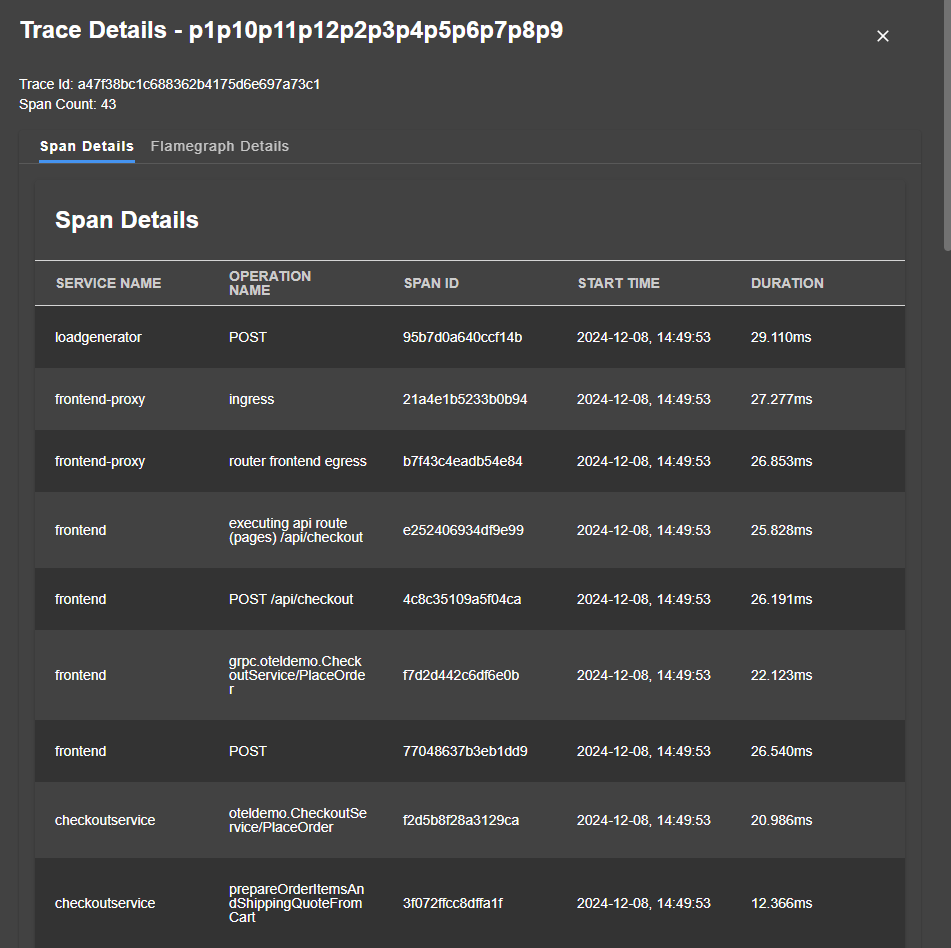 Trace Details - p1p10p11p12p2p3p4p5p6p7p8p9
Trace Id: a47f38bc1c688362b4175d6e697a73c1
Span Count: 43
Span Details Flamegraph Details
Span Details
SERVICE NAME OPERATION NAME SPAN ID START TIME DURATION
loadgenerator POST 95b7d0a640ccf14b 2024-12-08, 14:49:53 29.110ms
frontend-proxy ingress 21a4e1b5233b0b94 2024-12-08, 14:49:53 27.277ms
frontend-proxy router frontend egress b7f43c4eadb54e84 2024-12-08, 14:49:53 26.853ms
frontend executing api route (pages) /api/checkout e252406934df9e99 2024-12-08, 14:49:53 25.828ms
frontend POST /api/checkout 4c8c35109a5f04ca 2024-12-08, 14:49:53 26.191ms
frontend grpc.oteldemo.CheckoutService/PlaceOrder f7d2d442c6df6e0b 2024-12-08, 14:49:53 22.123ms
frontend POST 77048637b3eb1dd9 2024-12-08, 14:49:53 26.540ms
checkoutservice oteldemo.CheckoutService/PlaceOrder f2d5b8f28a3129ca 2024-12-08, 14:49:53 20.986ms
checkoutservice prepareOrderItemsAndShippingQuoteFromCart 3f072ffcc8dffa1f 2024-12-08, 14:49:53 12.366ms